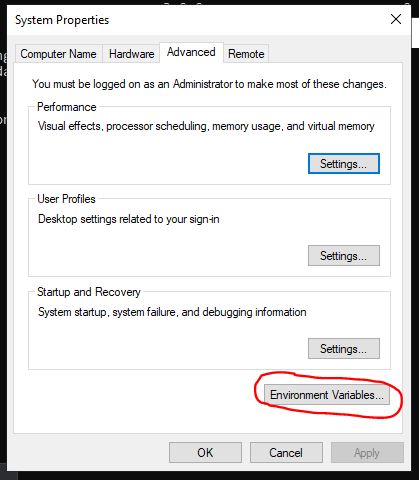 System Properties
Computer Name Hardware Advanced Remote
You must be logged on as an Administrator to make most of these changes.
Performance
Visual effects, processor scheduling, memory usage, and virtual memory
Settings...
User Profiles
Desktop settings related to your sign-in
Settings...
Startup and Recovery
System startup, system failure, and debugging information
Settings...
Environment Variables...
OK Cancel Apply